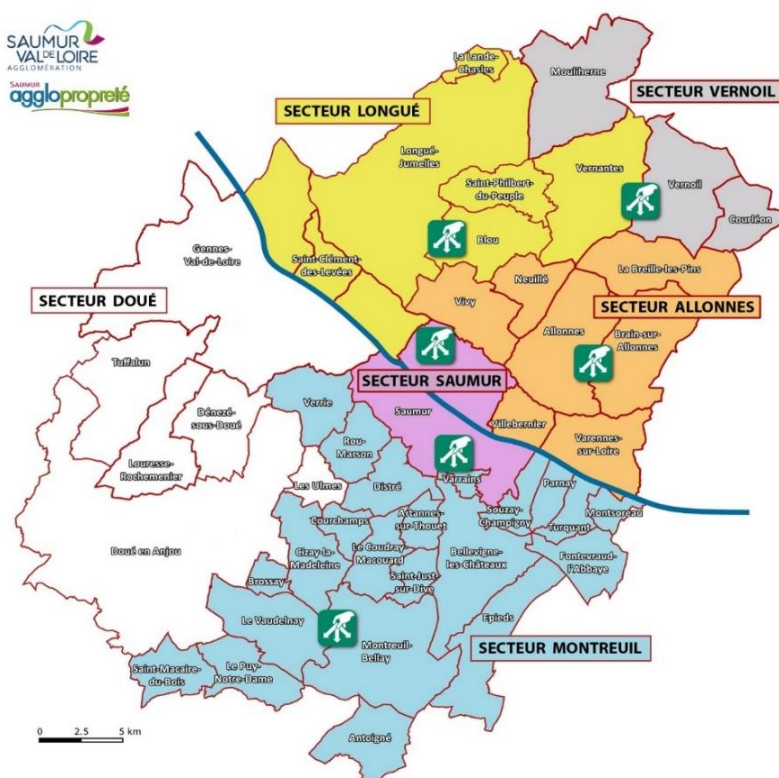 SAUMUR
VAL DE LOIRE
AGGLOMÉRATION
SAUMUR
agglopropreté
La Lande-
Chasles
Mouliherne
SECTEUR LONGUÉ
SECTEUR VERNOIL
Longué-
Jumelles
Vernantes
Saint-Philbert-
du-Peuple
Vernoil
Courléon
Blou
Gennes-
Val-de-Loire
Saint-Clément-
des-Levées
La Breille-les-Pins
Neuillé
Vivy
SECTEUR DOUÉ
SECTEUR ALLONNES
Allonnes
Brain-sur-
Allonnes
Tuffalun
SECTEUR SAUMUR
Verrie
Saumur
Dénezé-
sous-Doué
Villebernier
Rou-
Marson
Varennes-
sur-Loire
Louresse-
Rochemenier
Les Ulmes
Distré
Varrains
Parnay
Souzay-
Champigny
Montsoreau
Turquant
Courchamps
Artannes-
sur-Thouet
Doué en Anjou
Cizay-la-
Madeleine
Le Coudray-
Macouard
Bellevigne-
les-Châteaux
Fontevraud-
l'Abbaye
Brossay
Saint-Just-
sur-Dive
Le Vaudelnay
Epieds
Montreuil-
Bellay
SECTEUR MONTREUIL
Saint-Macaire-
du-Bois
Le Puy-
Notre-Dame
Antoigné
0 2.5 5 km